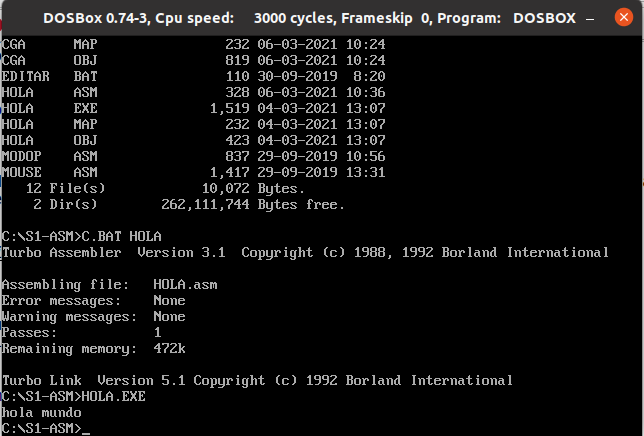 DOSBox 0.74-3, Cpu speed: 3000 cycles, Frameskip 0, Program: DOSBOX
CGA MAP 232 06-03-2021 10:24
CGA OBJ 819 06-03-2021 10:24
EDITAR BAT 110 30-09-2019 8:20
HOLA ASM 328 06-03-2021 10:36
HOLA EXE 1,519 04-03-2021 13:07
HOLA MAP 232 04-03-2021 13:07
HOLA OBJ 423 04-03-2021 13:07
MODOP ASM 837 29-09-2019 10:56
MOUSE ASM 1,417 29-09-2019 13:31
12 File(s) 10,072 Bytes.
2 Dir(s) 262,111,744 Bytes free.
C:\S1-ASM>C.BAT HOLA
Turbo Assembler Version 3.1 Copyright (c) 1988, 1992 Borland International
Assembling file: HOLA.asm
Error messages: None
Warning messages: None
Passes: 1
Remaining memory: 472k
Turbo Link Version 5.1 Copyright (c) 1992 Borland International
C:\S1-ASM>HOLA.EXE
hola mundo
C:\S1-ASM>_